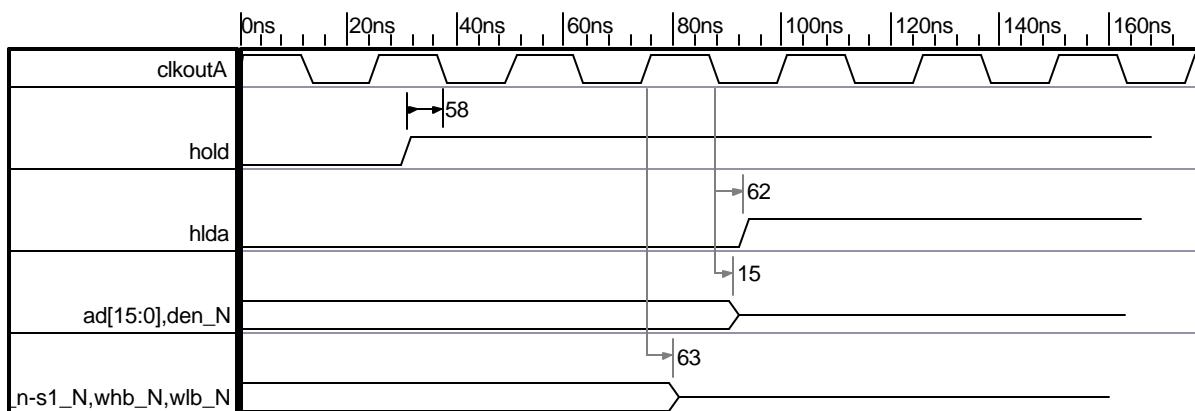 0ns 20ns 40ns 60ns 80ns 100ns 120ns 140ns 160ns
clkoutA
58
hold
62
hlda
15
ad[15:0],den_N
63
_n-s1_N,whb_N,wlb_N